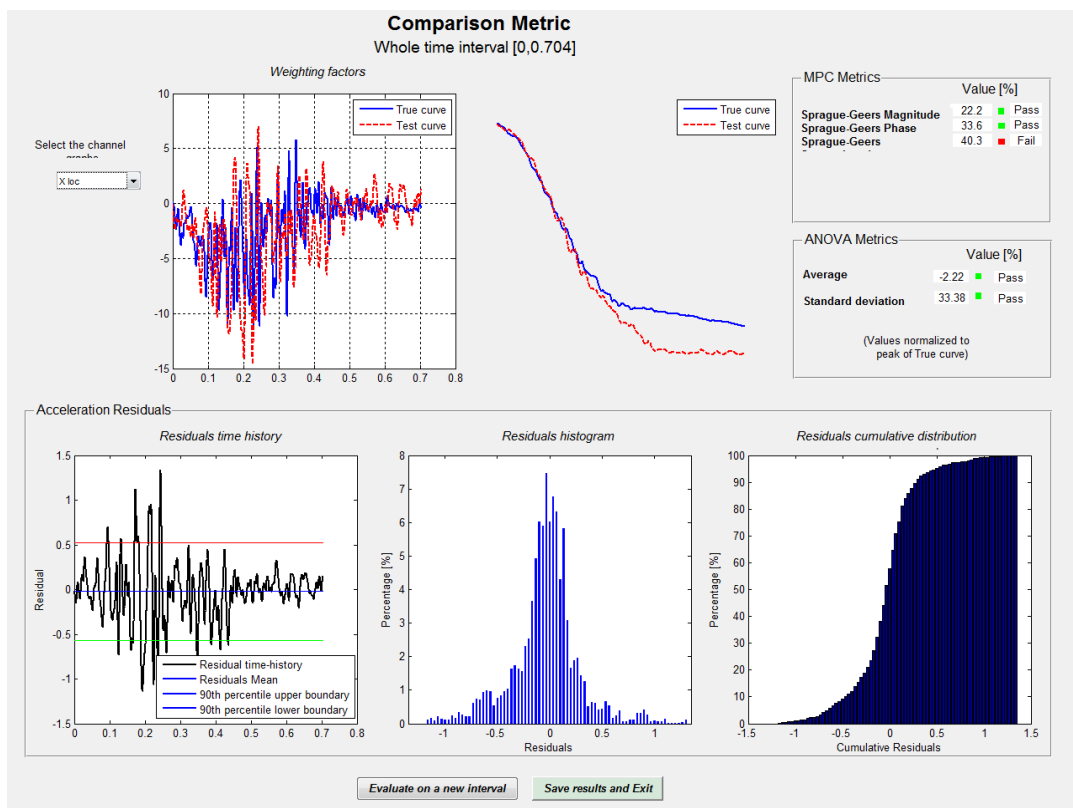 Comparison Metric
Whole time interval [0,0.704]
Weighting factors
Select the channel
X loc
10
5
0
-5
-10
-15
0 0.1 0.2 0.3 0.4 0.5 0.6 0.7 0.8
True curve
Test curve
True curve
Test curve
MPC Metrics
Value [%]
Sprague-Geers Magnitude 22.2 Pass
Sprague-Geers Phase 33.6 Pass
Sprague-Geers 40.3 Fail
ANOVA Metrics
Value [%]
Average -2.22 Pass
Standard deviation 33.38 Pass
(Values normalized to
peak of True curve)
Acceleration Residuals
Residuals time history
1.5
1
0.5
0
-0.5
-1
-1.5
Residual
0 0.1 0.2 0.3 0.4 0.5 0.6 0.7 0.8
Residual time-history
Residuals Mean
90th percentile upper boundary
90th percentile lower boundary
Residuals histogram
8
7
6
5
4
3
2
1
0
Percentage [%]
-1 -0.5 0 0.5 1
Residuals
Residuals cumulative distribution
100
90
80
70
60
50
40
30
20
10
0
Percentage [%]
-1.5 -1 -0.5 0 0.5 1 1.5
Cumulative Residuals
Evaluate on a new interval
Save results and Exit